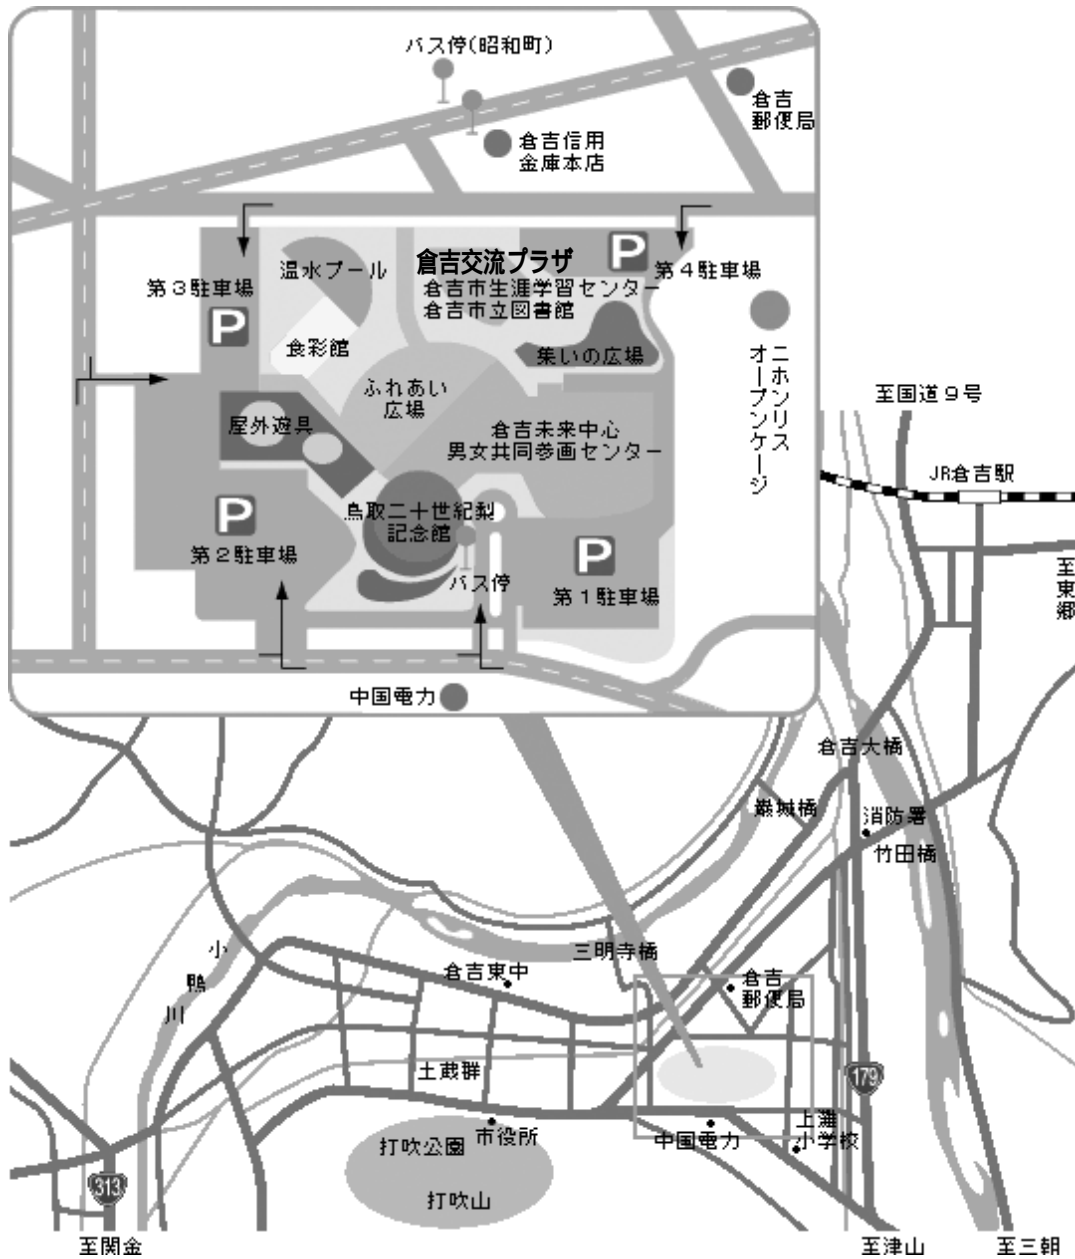 バス停(昭和町)
倉吉
郵便局
倉吉信用
金庫本店
温水プール
倉吉交流プラザ
倉吉市生涯学習センター
倉吉市立図書館
P
第4駐車場
第3駐車場
P
食彩館
集いの広場
ニホンリス
オープンケージ
ふれあい
広場
屋外遊具
倉吉未来中心
男女共同参画センター
鳥取二十世紀梨
記念館
P
第2駐車場
バス停
P
第1駐車場
中国電力
至国道9号
JR倉吉駅
至東郷
倉吉大橋
巌城橋
消防署
竹田橋
小鴨川
倉吉東中
三明寺橋
倉吉
郵便局
土蔵群
179
上灘
小学校
中国電力
市役所
打吹公園
打吹山
313
至関金
至津山
至三朝